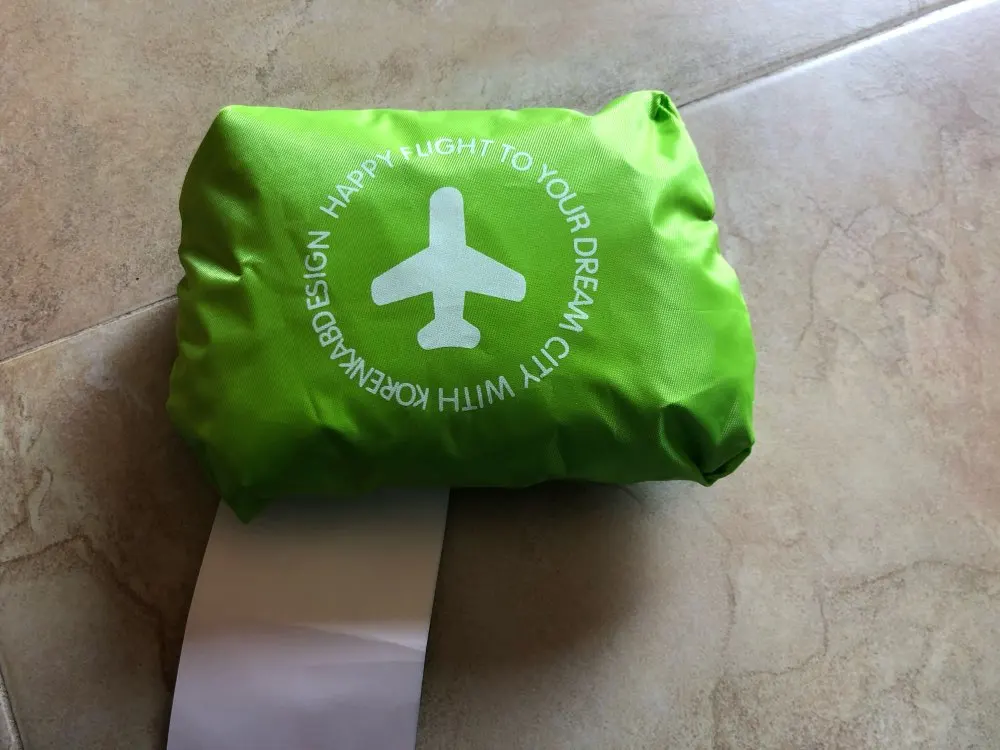 HAPPY FLIGHT TO YOUR DREAM CITY WITH KORENKABDESIGN